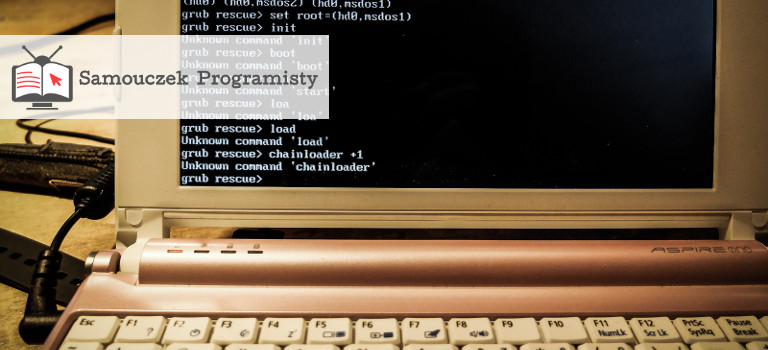 (hd0) (hd0,msdos2) (hd0,msdos1)
grub rescue> set root=(hd0,msdos1)
grub rescue> init
Unknown command 'init
grub rescue> boot
Unknown command 'boot'
Unknown command 'start'
grub rescue> loa
Unknown command 'loa'
grub rescue> load
Unknown command 'load'
grub rescue> chainloader +1
Unknown command 'chainloader'
grub rescue>
Samouczek Programisty
ASPIRE one
Esc F1 F2 F3 F4 F5 F6 F7 F8 F9 F10 F11 F12 PrtSc Pause
? z NumLk Scr Lk SysRq Break